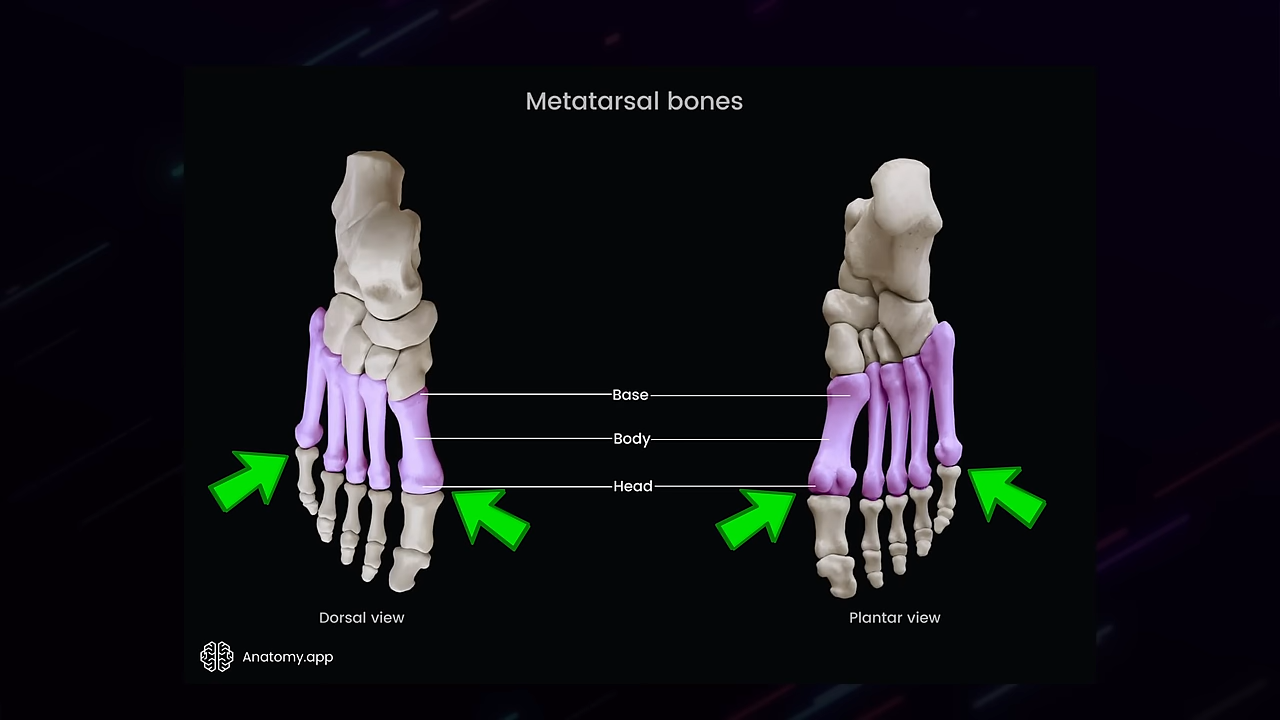 Metatarsal bones
Base
Body
Head
Dorsal view
Plantar view
Anatomy.app